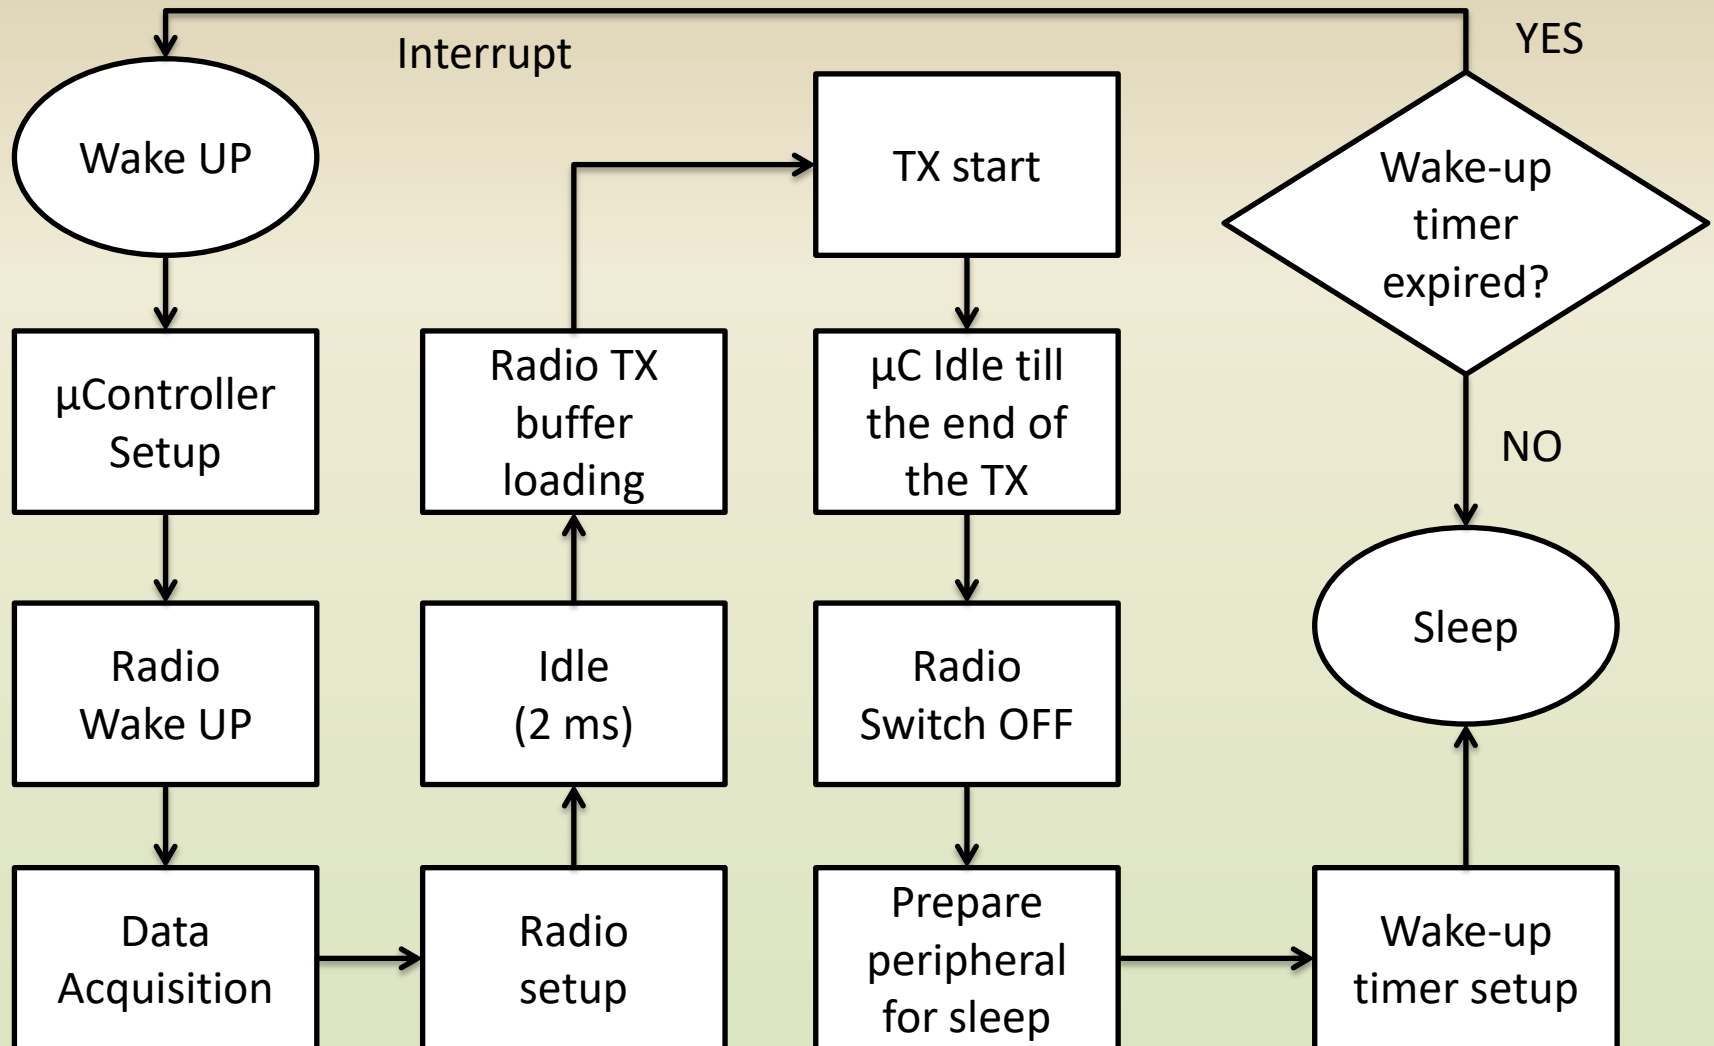 Interrupt
YES
Wake UP
µController
Setup
Radio
Wake UP
Data
Acquisition
Radio
setup
Idle
(2 ms)
Radio TX
buffer
loading
TX start
µC Idle till
the end of
the TX
Radio
Switch OFF
Prepare
peripheral
for sleep
Wake-up
timer setup
Sleep
NO
Wake-up
timer
expired?